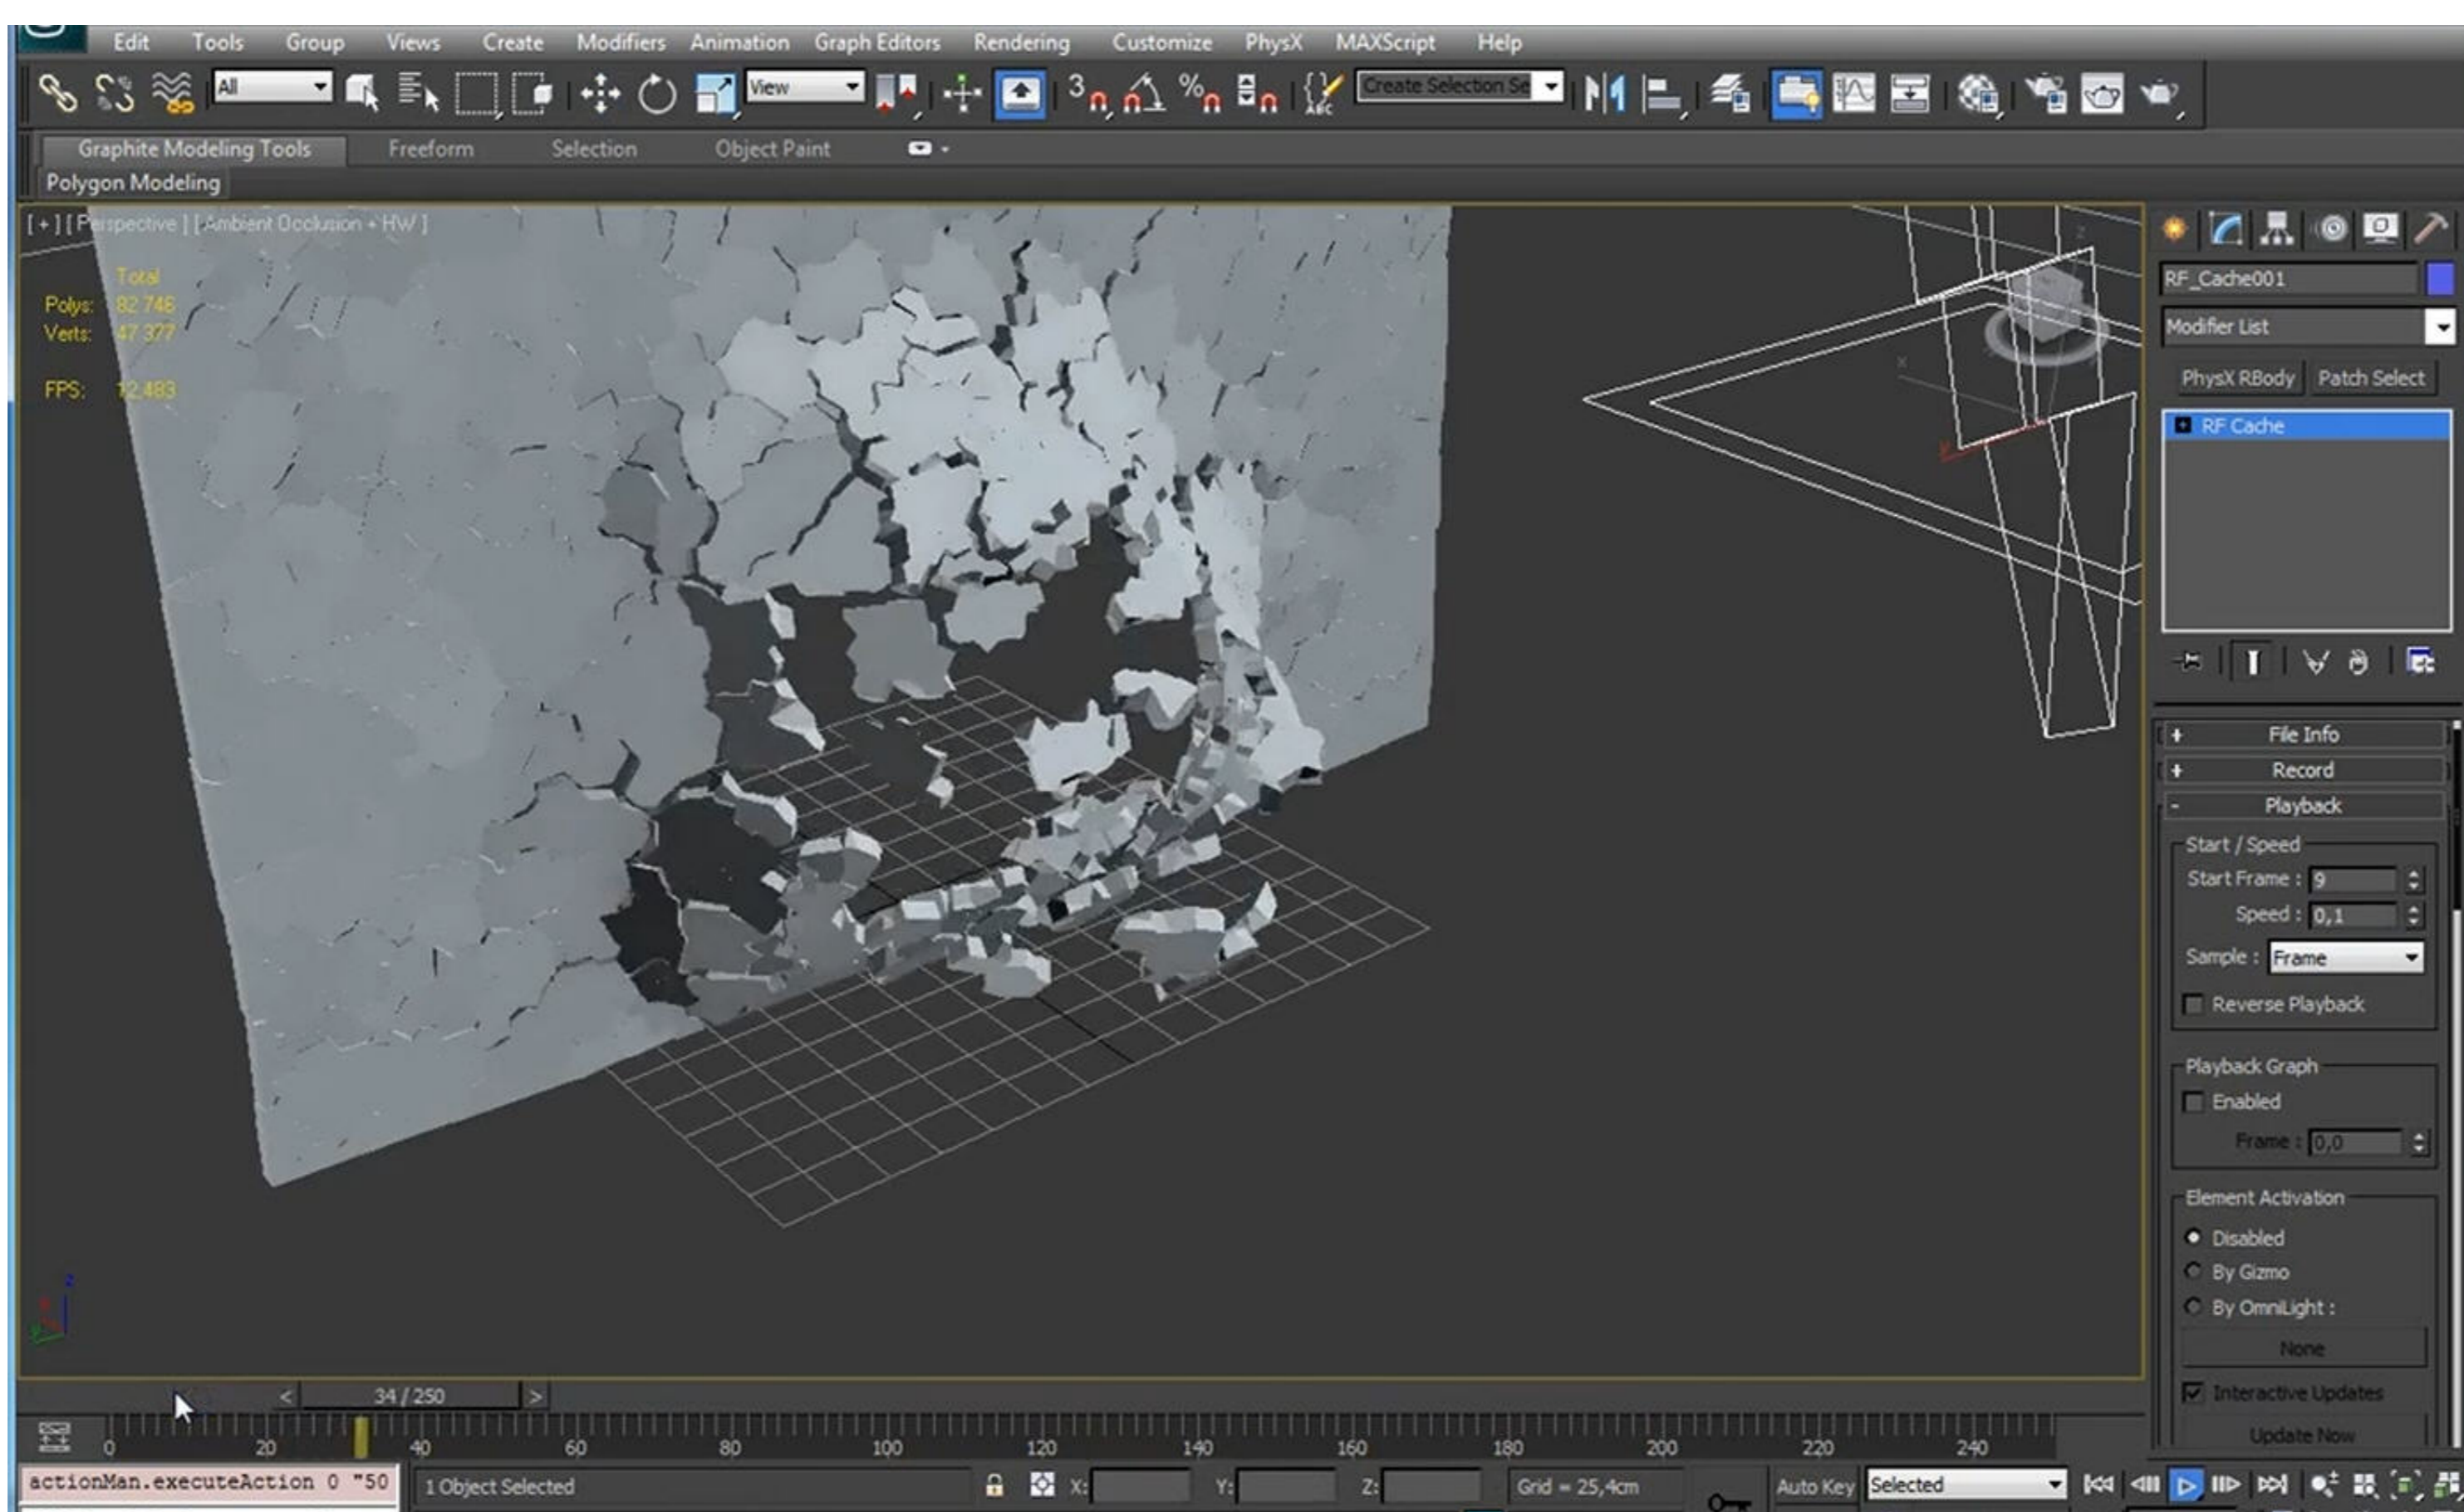 Edit Tools Group Views Create Modifiers Animation Graph Editors Rendering Customize PhysX MAXScript Help
All View 3 % ABC Create Selection Se
Graphite Modeling Tools Freeform Selection Object Paint
Polygon Modeling
[ + ] [ Perspective ] [ Ambient Occlusion + HW ]
Total
Polys: 82 746
Verts: 47 377
FPS: 12,483
RF_Cache001
Modifier List
PhysX RBody Patch Select
RF Cache
+ File Info
+ Record
- Playback
Start / Speed
Start Frame : 9
Speed : 0,1
Sample : Frame
Reverse Playback
Playback Graph
Enabled
Frame : 0,0
Element Activation
Disabled
By Gizmo
By OmniLight :
None
Interactive Updates
Update Now
< 34 / 250 >
0 20 40 60 80 100 120 140 160 180 200 220 240
actionMan.executeAction 0 "50
1 Object Selected X: Y: Z: Grid = 25,4cm Auto Key Selected